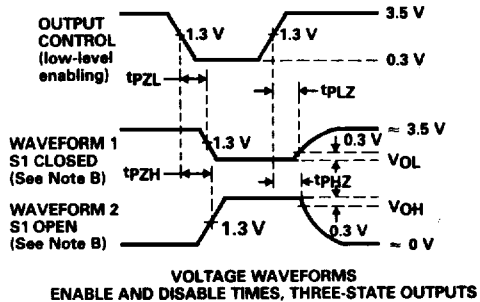 OUTPUT
CONTROL
(low-level
enabling)
1.3 V
1.3 V
3.5 V
0.3 V
tPZL
tPLZ
WAVEFORM 1
S1 CLOSED
(See Note B)
1.3 V
0.3 V
≈ 3.5 V
VOL
tPZH
tPHZ
WAVEFORM 2
S1 OPEN
(See Note B)
1.3 V
VOH
0.3 V
≈ 0 V
VOLTAGE WAVEFORMS
ENABLE AND DISABLE TIMES, THREE-STATE OUTPUTS